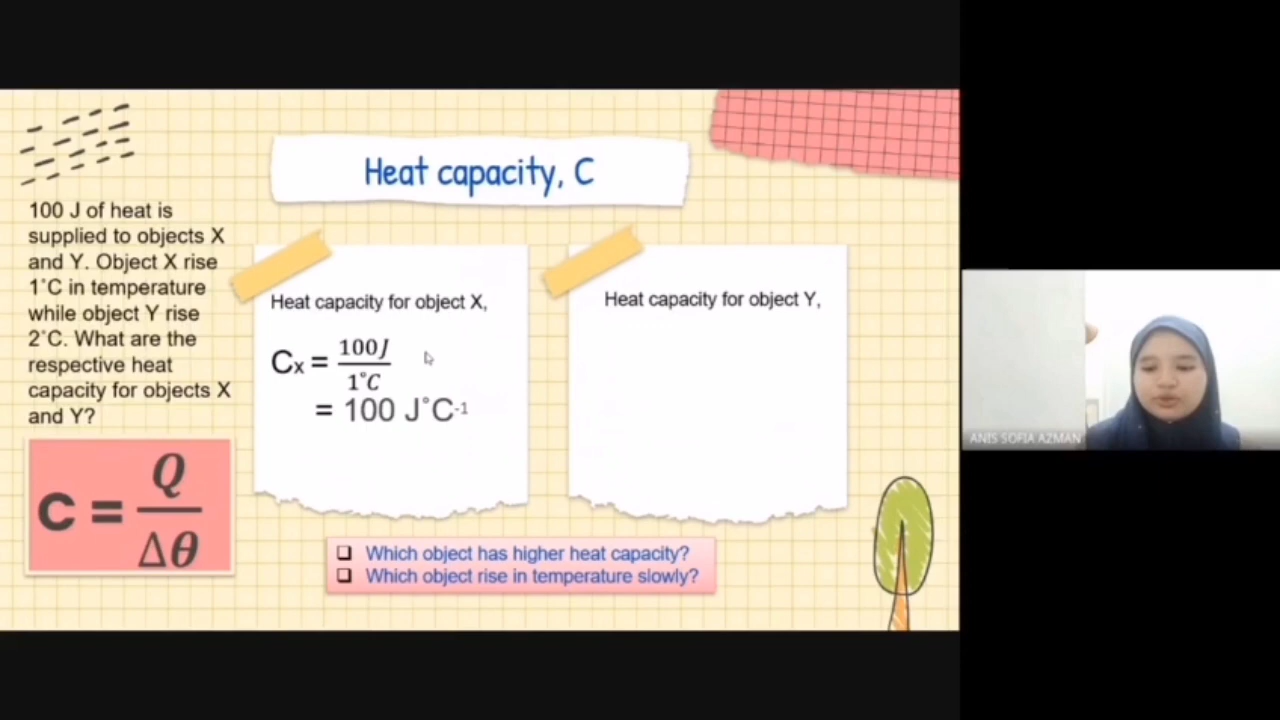 Heat capacity, C
100 J of heat is
supplied to objects X
and Y. Object X rise
1°C in temperature
while object Y rise
2°C. What are the
respective heat
capacity for objects X
and Y?
C = Q/Δθ
Heat capacity for object X,
Cx = 100J/1°C
= 100 J°C-1
Heat capacity for object Y,
❑ Which object has higher heat capacity?
❑ Which object rise in temperature slowly?
ANIS SOFIA AZMAN